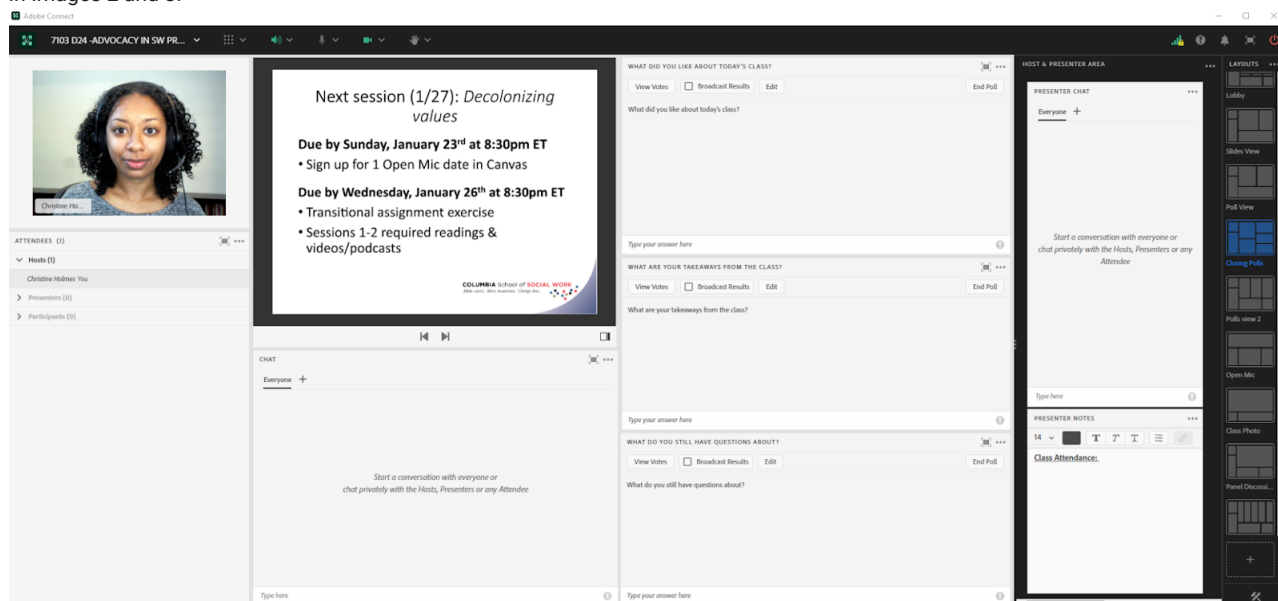 Adobe Connect
7103 D24 -ADVOCACY IN SW PR...
Christine Ho...
ATTENDEES (1)
Hosts (1)
Christine Holmes You
Presenters (0)
Participants (0)
Next session (1/27): Decolonizing
values
Due by Sunday, January 23rd at 8:30pm ET
• Sign up for 1 Open Mic date in Canvas
Due by Wednesday, January 26th at 8:30pm ET
• Transitional assignment exercise
• Sessions 1-2 required readings &
videos/podcasts
COLUMBIA School of SOCIAL WORK
CHAT
Everyone
Start a conversation with everyone or
chat privately with the Hosts, Presenters or any Attendee
Type here
WHAT DID YOU LIKE ABOUT TODAY'S CLASS?
View Votes Broadcast Results Edit End Poll
What did you like about today's class?
Type your answer here
WHAT ARE YOUR TAKEAWAYS FROM THE CLASS?
View Votes Broadcast Results Edit End Poll
What are your takeaways from the class?
Type your answer here
WHAT DO YOU STILL HAVE QUESTIONS ABOUT?
View Votes Broadcast Results Edit End Poll
What do you still have questions about?
Type your answer here
HOST & PRESENTER AREA
PRESENTER CHAT
Everyone
Start a conversation with everyone or
chat privately with the Hosts, Presenters or any
Attendee
Type here
PRESENTER NOTES
14 T T T
Class Attendance:
LAYOUTS
Lobby
Slides View
Poll View
Closing Polls
Polls view 2
Open Mic
Class Photo
Panel Discussi...